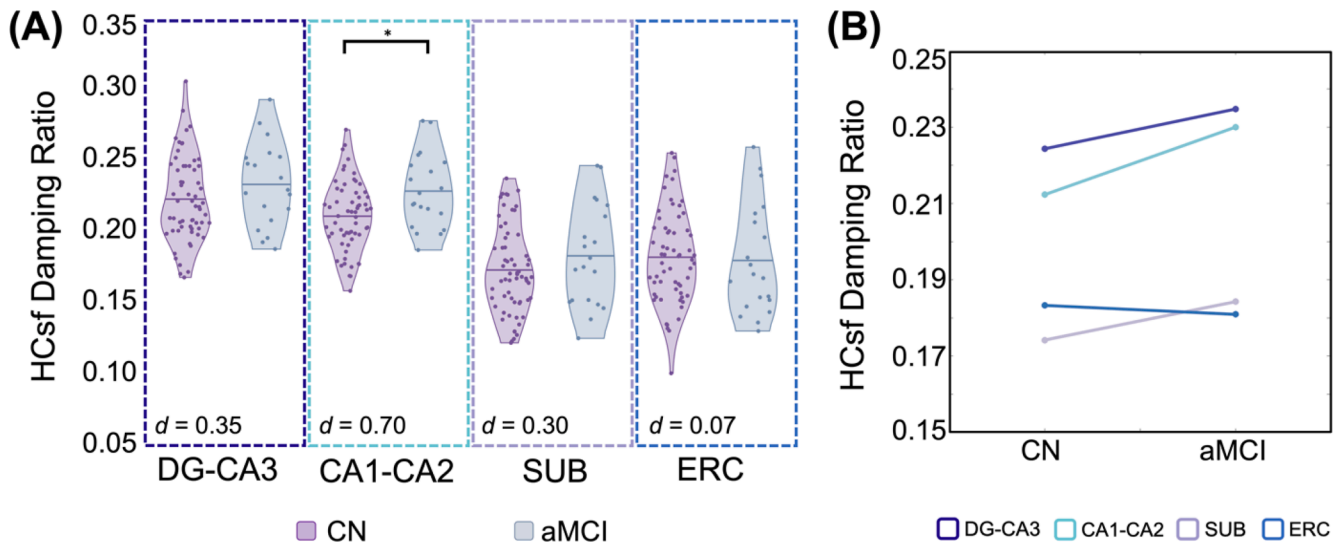 (A)
HCsf Damping Ratio
0.35
0.30
0.25
0.20
0.15
0.10
0.05
*
d = 0.35
d = 0.70
d = 0.30
d = 0.07
DG-CA3
CA1-CA2
SUB
ERC
CN
aMCI
(B)
HCsf Damping Ratio
0.25
0.23
0.21
0.19
0.17
0.15
CN
aMCI
DG-CA3
CA1-CA2
SUB
ERC